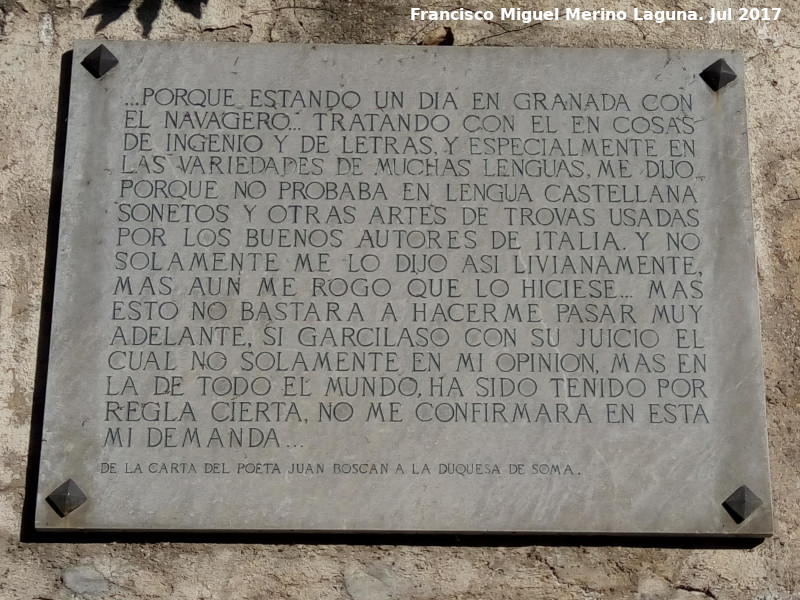 Francisco Miguel Merino Laguna. Jul 2017
...PORQUE ESTANDO UN DIA EN GRANADA CON
EL NAVAGERO... TRATANDO CON EL EN COSAS
DE INGENIO Y DE LETRAS, Y ESPECIALMENTE EN
LAS VARIEDADES DE MUCHAS LENGUAS, ME DIJO
PORQUE NO PROBABA EN LENGUA CASTELLANA
SONETOS Y OTRAS ARTES DE TROVAS USADAS
POR LOS BUENOS AUTORES DE ITALIA. Y NO
SOLAMENTE ME LO DIJO ASI LIVIANAMENTE,
MAS AUN ME ROGO QUE LO HICIESE... MAS
ESTO NO BASTARA A HACERME PASAR MUY
ADELANTE, SI GARCILASO CON SU JUICIO EL
CUAL NO SOLAMENTE EN MI OPINION, MAS EN
LA DE TODO EL MUNDO, HA SIDO TENIDO POR
REGLA CIERTA, NO ME CONFIRMARA EN ESTA
MI DEMANDA...
DE LA CARTA DEL POETA JUAN BOSCAN A LA DUQUESA DE SOMA.